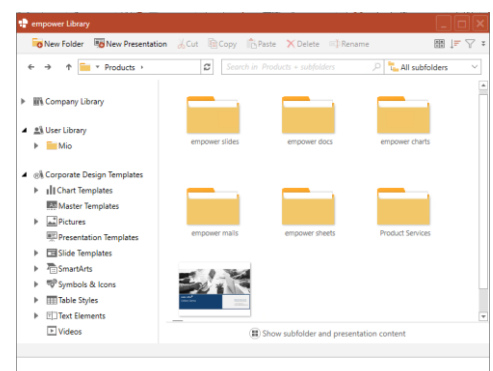 empower Library
New Folder New Presentation Cut Copy Paste Delete Rename
Products Search in Products + subfolders All subfolders
Company Library
User Library
Mio
Corporate Design Templates
Chart Templates
Master Templates
Pictures
Presentation Templates
Slide Templates
SmartArts
Symbols & Icons
Table Styles
Text Elements
Videos
empower slides empower docs empower charts
empower mails empower sheets Product Services
Show subfolder and presentation content